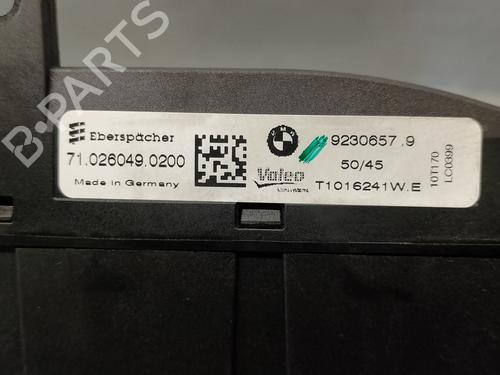 B-PARTS
Eberspächer
71.026049.0200
Made in Germany
9230657.9
50/45
Valeo
T1016241W.E
10T170
LC0399